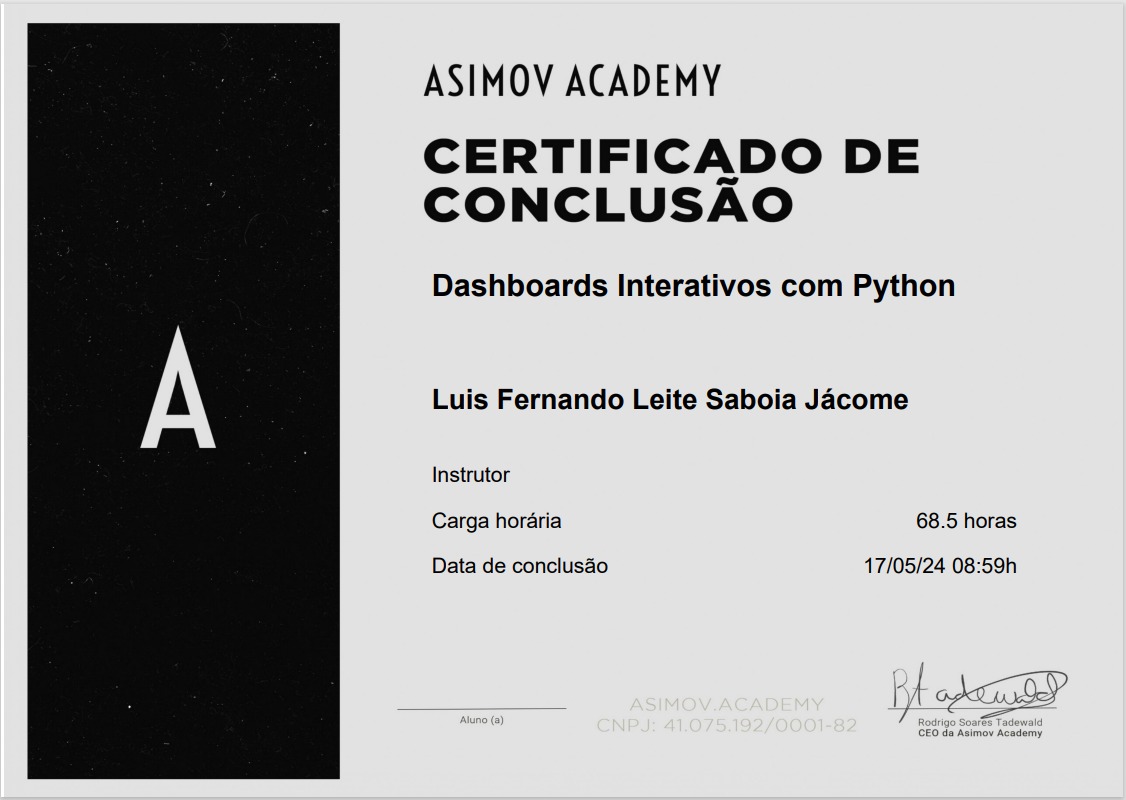 A
ASIMOV ACADEMY
CERTIFICADO DE
CONCLUSÃO
Dashboards Interativos com Python
Luis Fernando Leite Saboia Jácome
Instrutor
Carga horária 68.5 horas
Data de conclusão 17/05/24 08:59h
Aluno (a)
ASIMOV.ACADEMY
CNPJ: 41.075.192/0001-82
Rodrigo Soares Tadewald
CEO da Asimov Academy